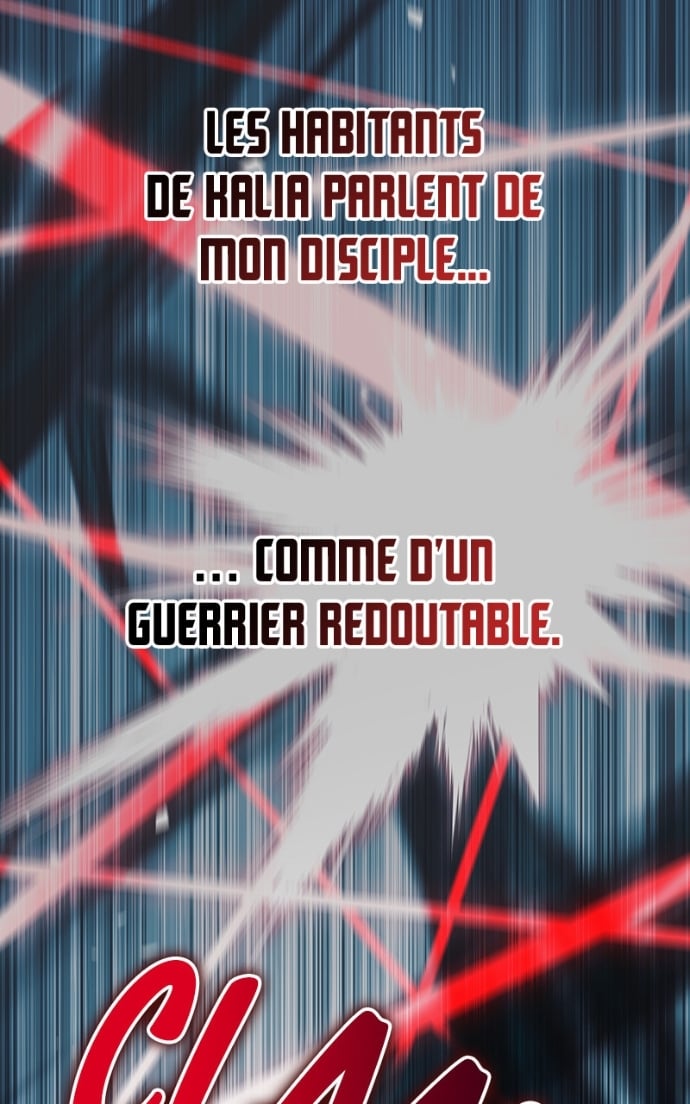 LES HABITANTS
DE KALIA PARLENT DE
MON DISCIPLE...
... COMME D'UN
GUERRIER REDOUTABLE.